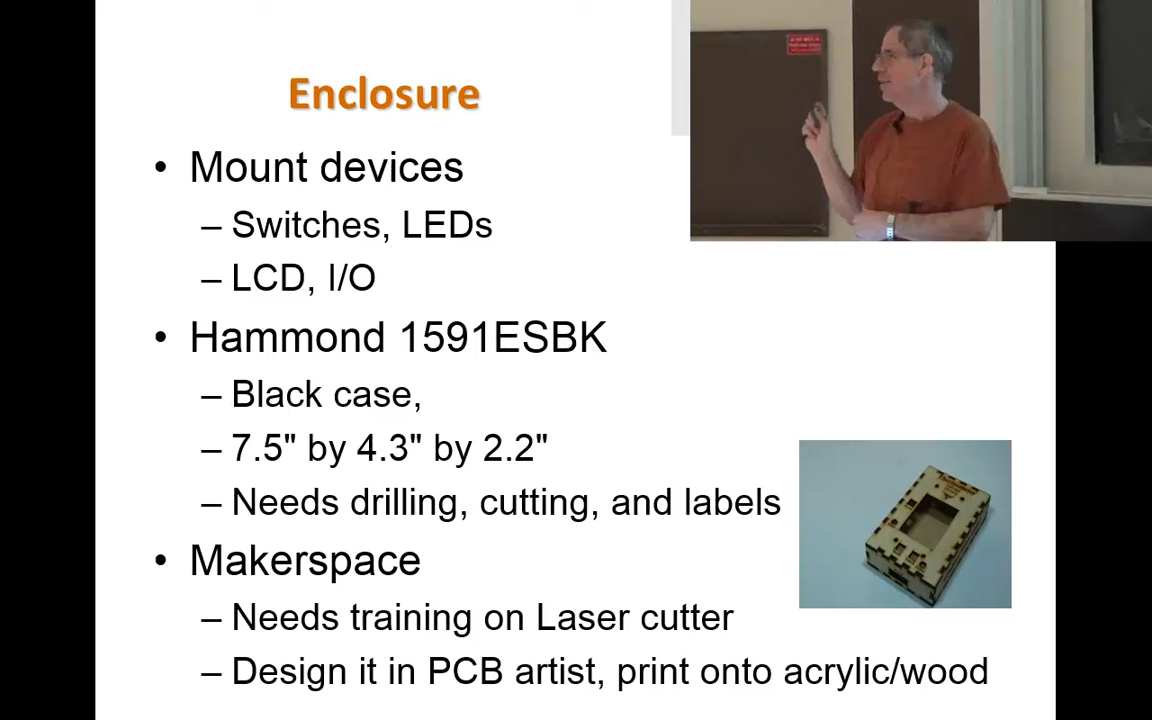 Enclosure
• Mount devices
– Switches, LEDs
– LCD, I/O
• Hammond 1591ESBK
– Black case,
– 7.5" by 4.3" by 2.2"
– Needs drilling, cutting, and labels
• Makerspace
– Needs training on Laser cutter
– Design it in PCB artist, print onto acrylic/wood